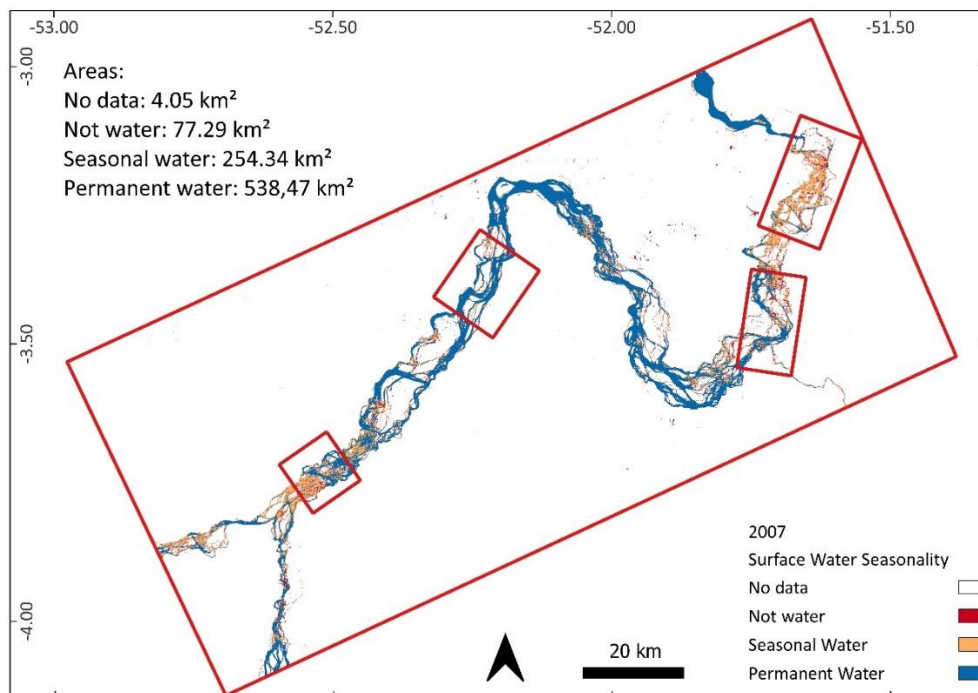 -53.00 -52.50 -52.00 -51.50
-3.00
Areas:
No data: 4.05 km²
Not water: 77.29 km²
Seasonal water: 254.34 km²
Permanent water: 538,47 km²
-3.50
2007
Surface Water Seasonality
No data
Not water
-4.00
20 km
Seasonal Water
Permanent Water